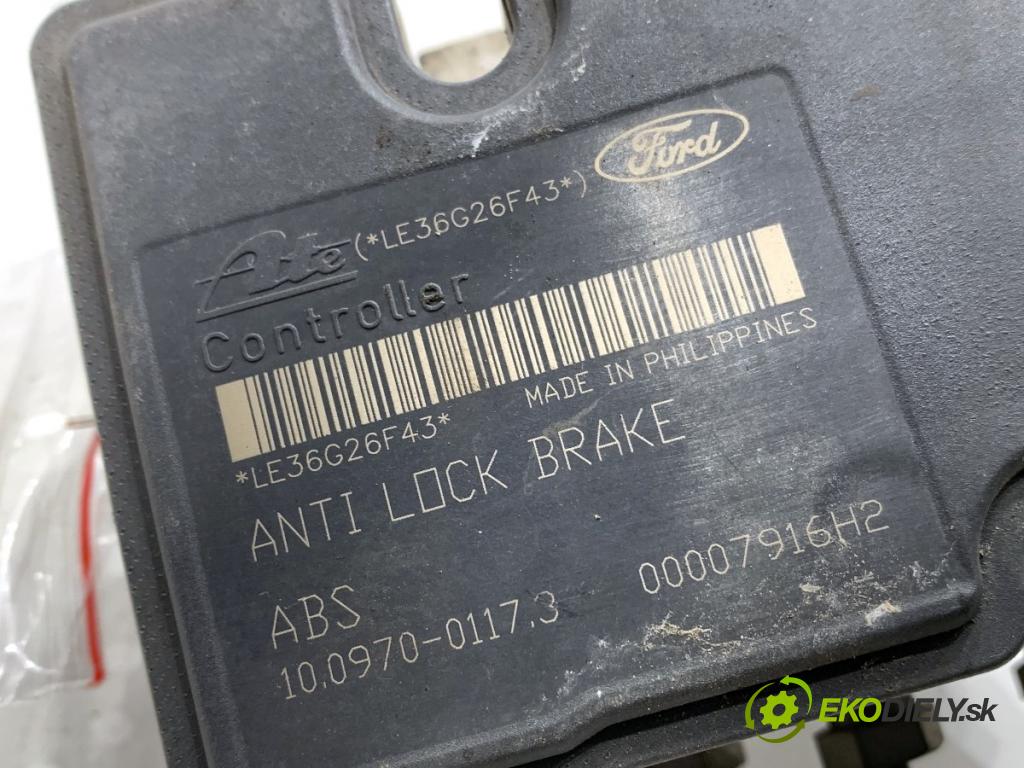 Ford
(*LE36G26F43*)
Ate
Controller
*LE36G26F43*
MADE IN PHILIPPINES
ANTI LOCK BRAKE
ABS
10.0970-0117.3
00007916H2
EKODIELY.sk